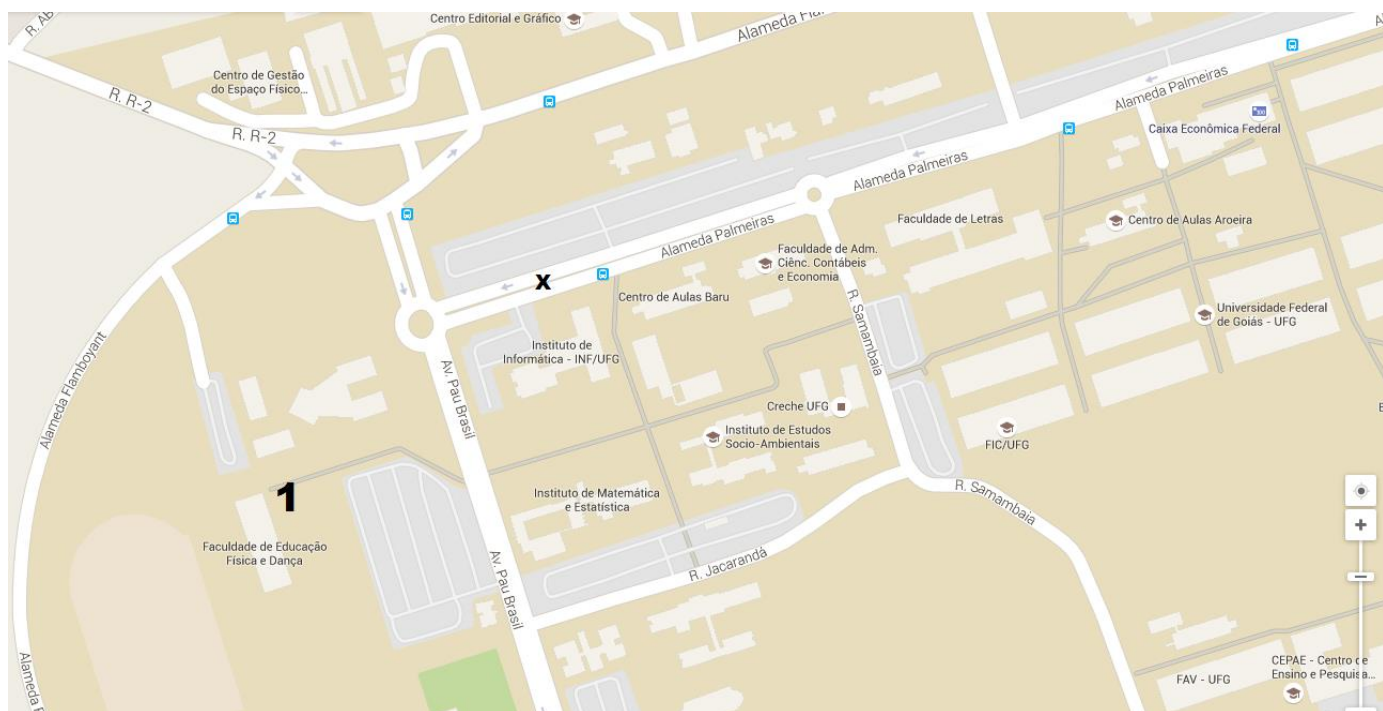 R. AB
Centro Editorial e Gráfico
Alameda Fl
Al
Centro de Gestão
do Espaço Físico...
R. R-2
R. R-2
Alameda Palmeiras
Caixa Econômica Federal
Alameda Palmeiras
Alameda Palmeiras
Faculdade de Letras
Centro de Aulas Aroeira
Faculdade de Adm.
Ciênc. Contábeis
e Economia
x
Centro de Aulas Baru
R. Samambaia
Universidade Federal
de Goiás - UFG
Instituto de
Informática - INF/UFG
Av. Pau Brasil
Alameda Flamboyant
Creche UFG
Instituto de Estudos
Socio-Ambientais
FIC/UFG
E
1
Instituto de Matemática
e Estatística
R. Samambaia
Faculdade de Educação
Física e Dança
Av. Pau Brasil
R. Jacarandá
Alameda F
FAV - UFG
CEPAE - Centro de
Ensino e Pesquisa...